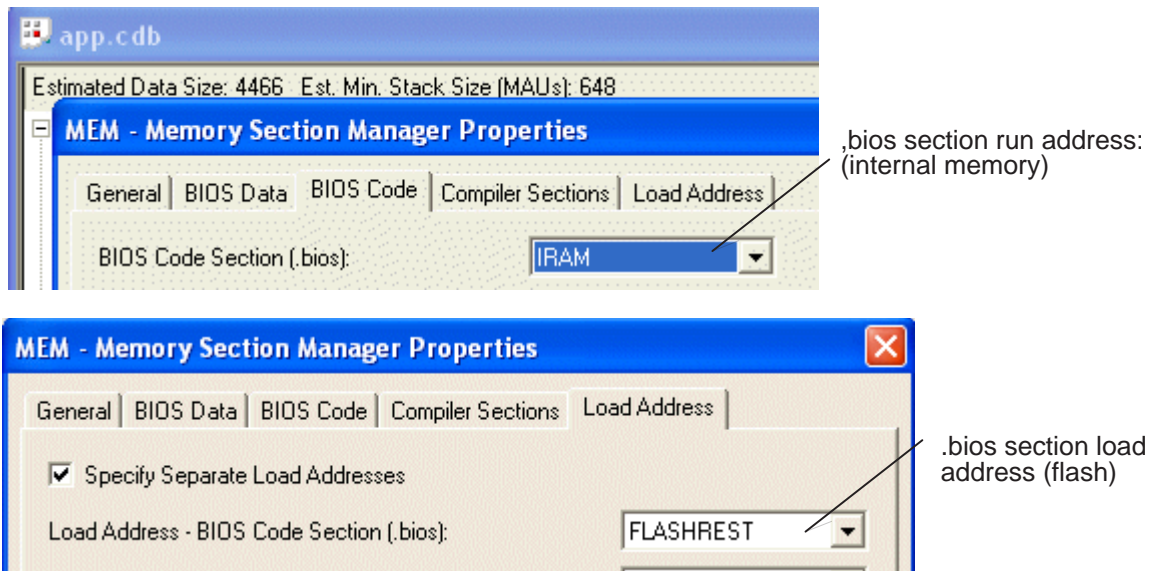 app.cdb
Estimated Data Size: 4466 Est. Min. Stack Size (MAUs): 648
MEM - Memory Section Manager Properties
General BIOS Data BIOS Code Compiler Sections Load Address
BIOS Code Section (.bios): IRAM
,bios section run address:
(internal memory)
MEM - Memory Section Manager Properties
General BIOS Data BIOS Code Compiler Sections Load Address
Specify Separate Load Addresses
Load Address - BIOS Code Section (.bios): FLASHREST
.bios section load
address (flash)